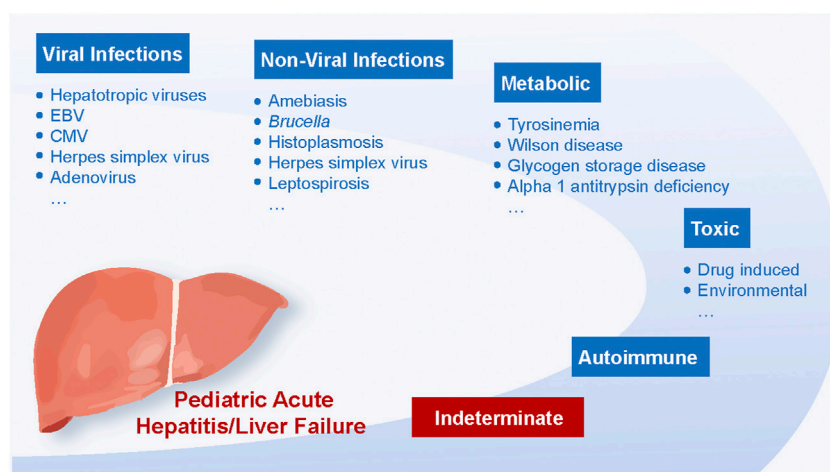 Viral Infections
Hepatotropic viruses
EBV
CMV
Herpes simplex virus
Adenovirus
…
Non-Viral Infections
Amebiasis
Brucella
Histoplasmosis
Herpes simplex virus
Leptospirosis
…
Metabolic
Tyrosinemia
Wilson disease
Glycogen storage disease
Alpha 1 antitrypsin deficiency
…
Toxic
Drug induced
Environmental
…
Autoimmune
Indeterminate
Pediatric Acute
Hepatitis/Liver Failure